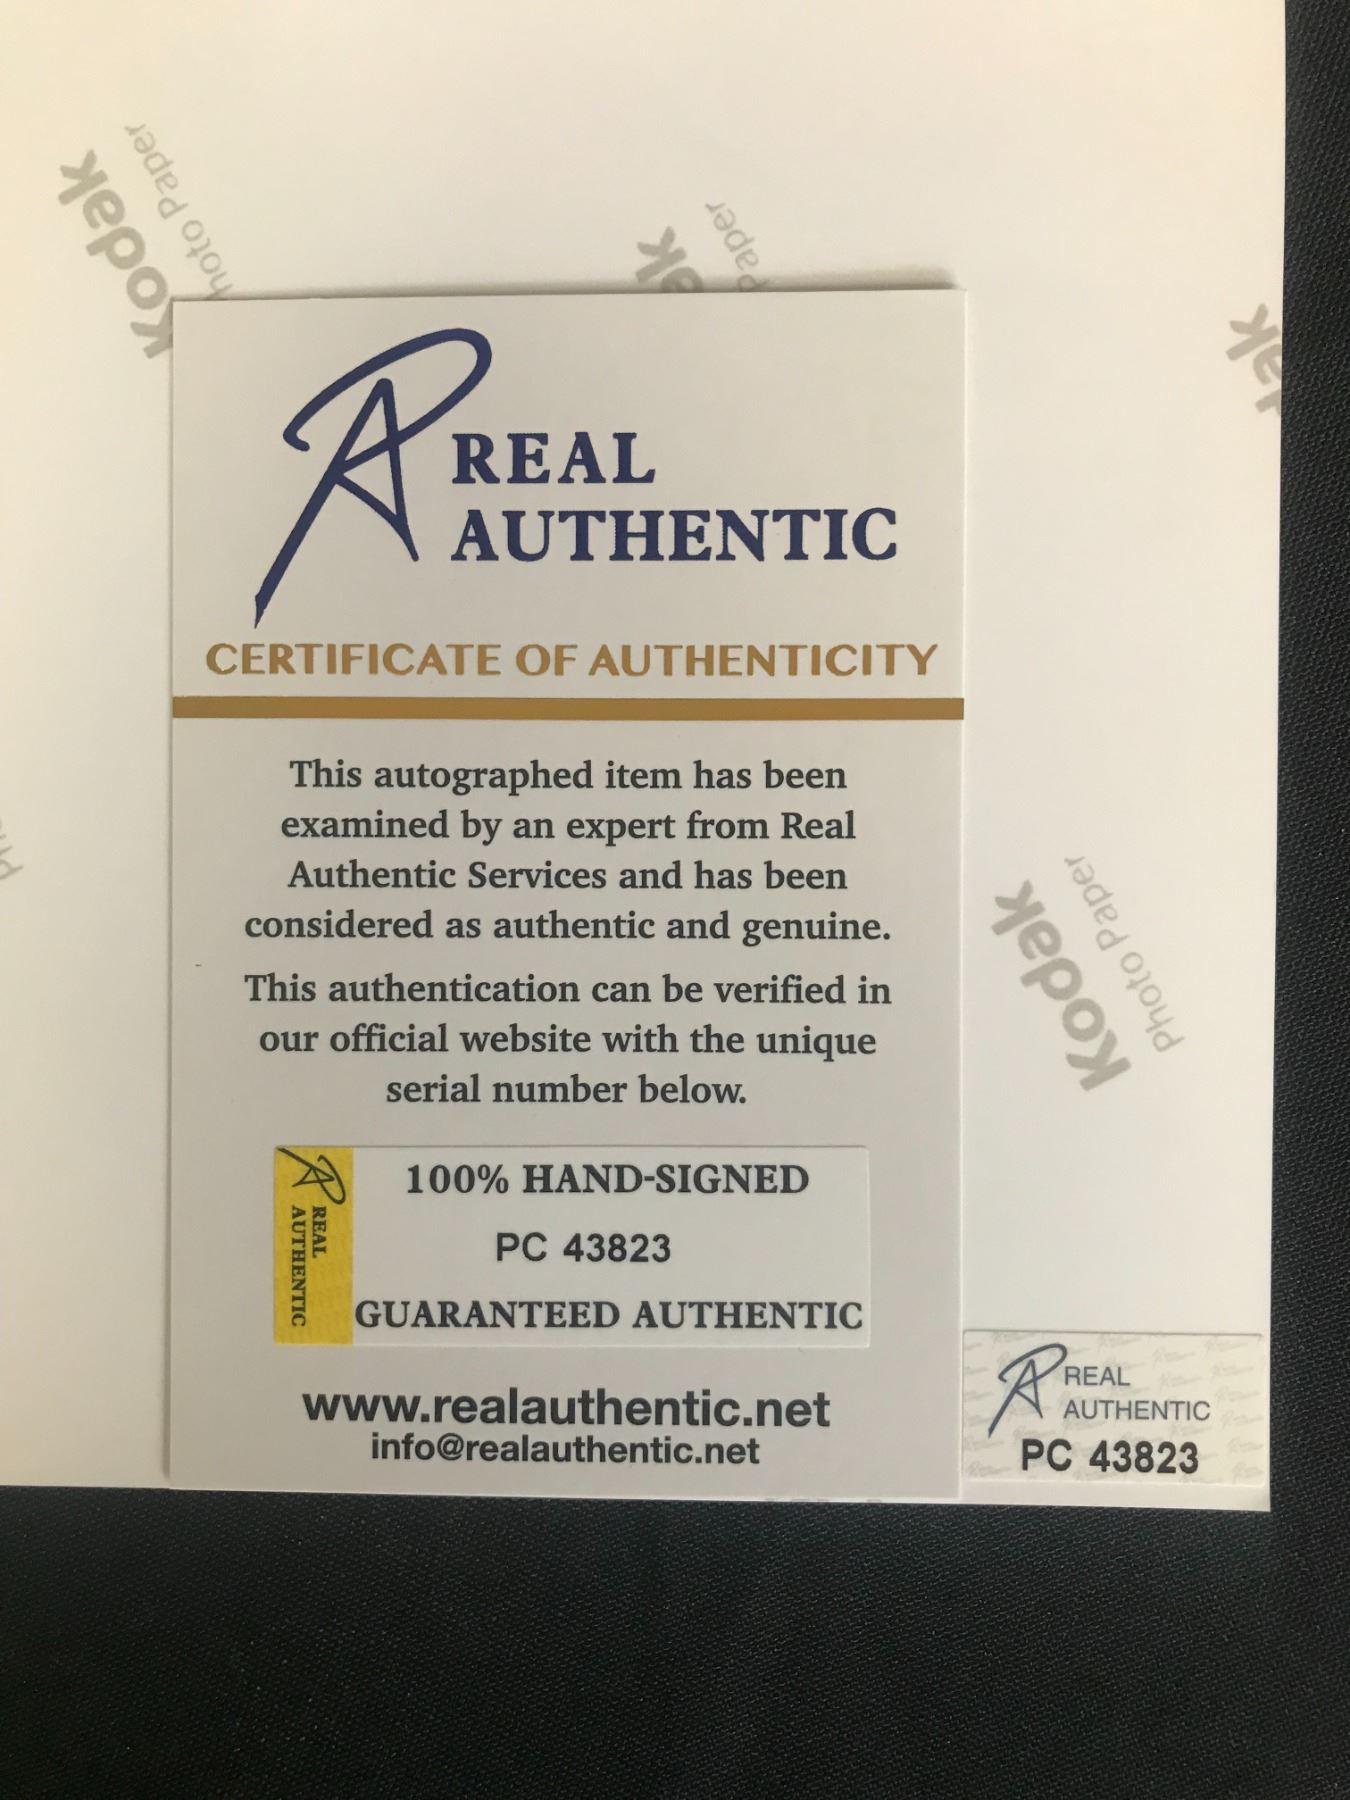 Kodak
Photo Paper
REAL
AUTHENTIC
CERTIFICATE OF AUTHENTICITY
This autographed item has been
examined by an expert from Real
Authentic Services and has been
considered as authentic and genuine.
This authentication can be verified in
our official website with the unique
serial number below.
REAL
AUTHENTIC
100% HAND-SIGNED
PC 43823
GUARANTEED AUTHENTIC
www.realauthentic.net
info@realauthentic.net
Kodak
Photo Paper
REAL
AUTHENTIC
PC 43823